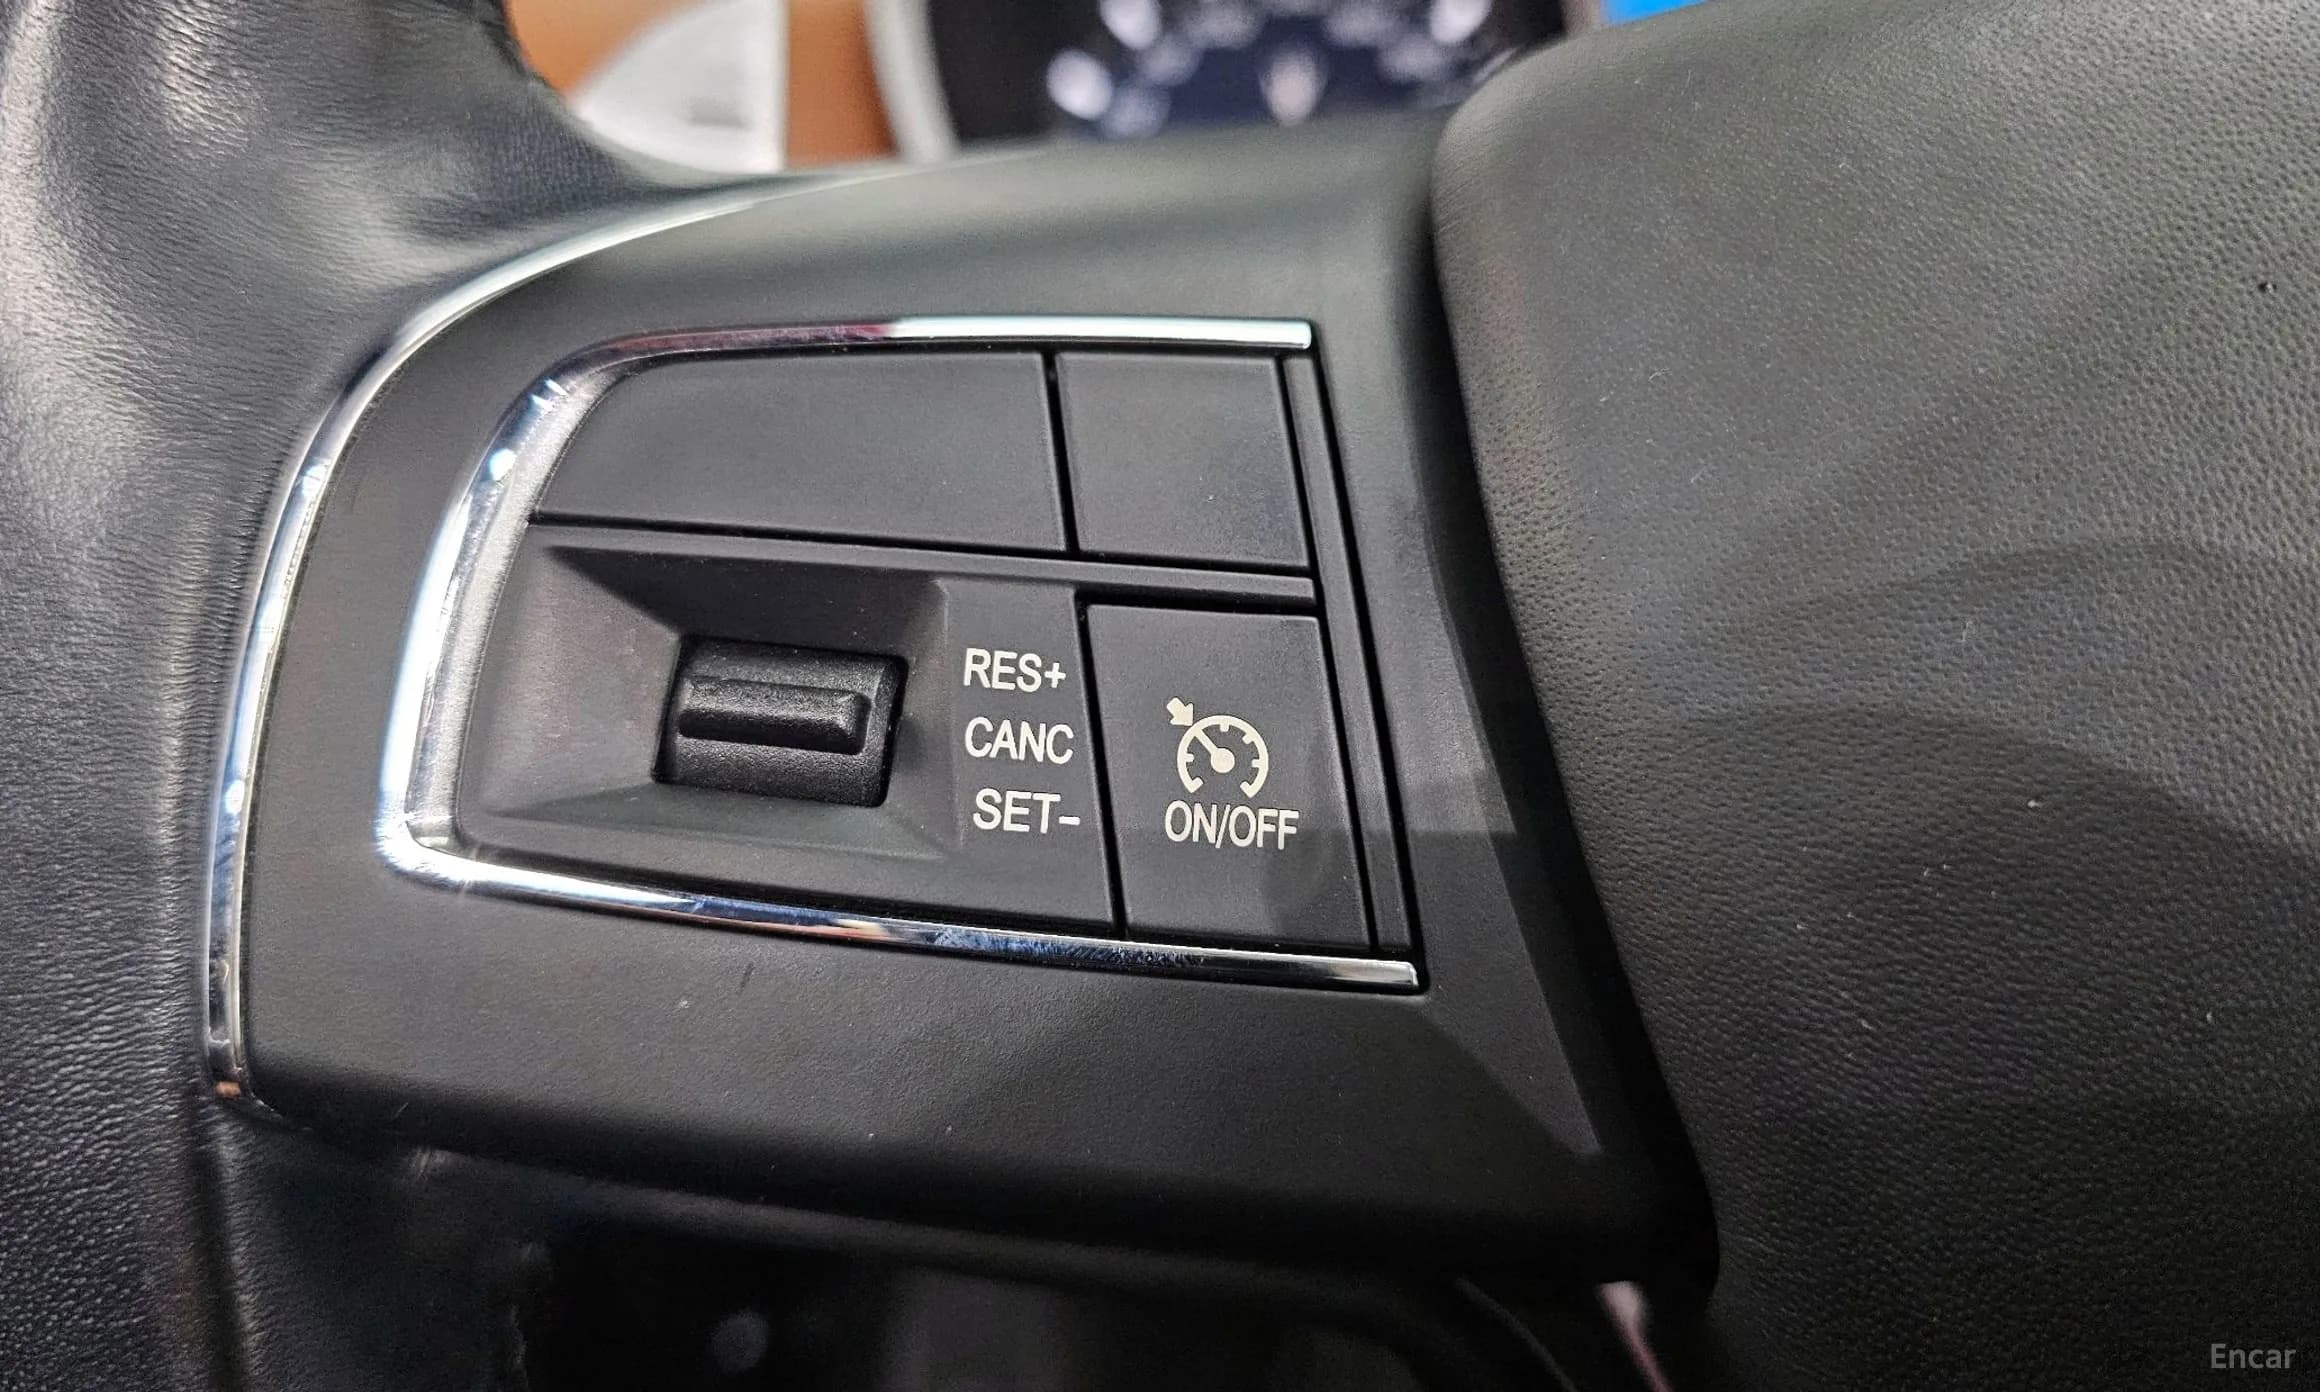 RES+
CANC
SET-
ON/OFF
Encar